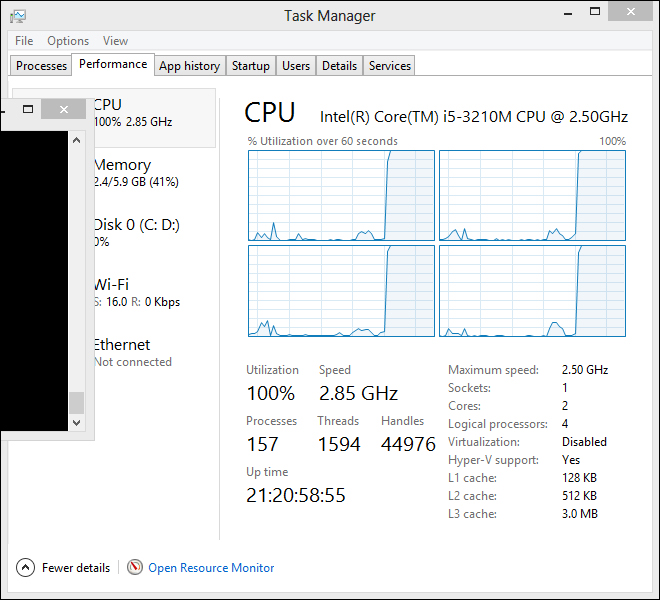 Task Manager
File Options View
Processes Performance App history Startup Users Details Services
CPU
100% 2.85 GHz
Memory
2.4/5.9 GB (41%)
Disk 0 (C: D:)
0%
Wi-Fi
S: 16.0 R: 0 Kbps
Ethernet
Not connected
CPU Intel(R) Core(TM) i5-3210M CPU @ 2.50GHz
% Utilization over 60 seconds 100%
Utilization Speed
100% 2.85 GHz
Processes Threads Handles
157 1594 44976
Up time
21:20:58:55
Maximum speed: 2.50 GHz
Sockets: 1
Cores: 2
Logical processors: 4
Virtualization: Disabled
Hyper-V support: Yes
L1 cache: 128 KB
L2 cache: 512 KB
L3 cache: 3.0 MB
Fewer details Open Resource Monitor